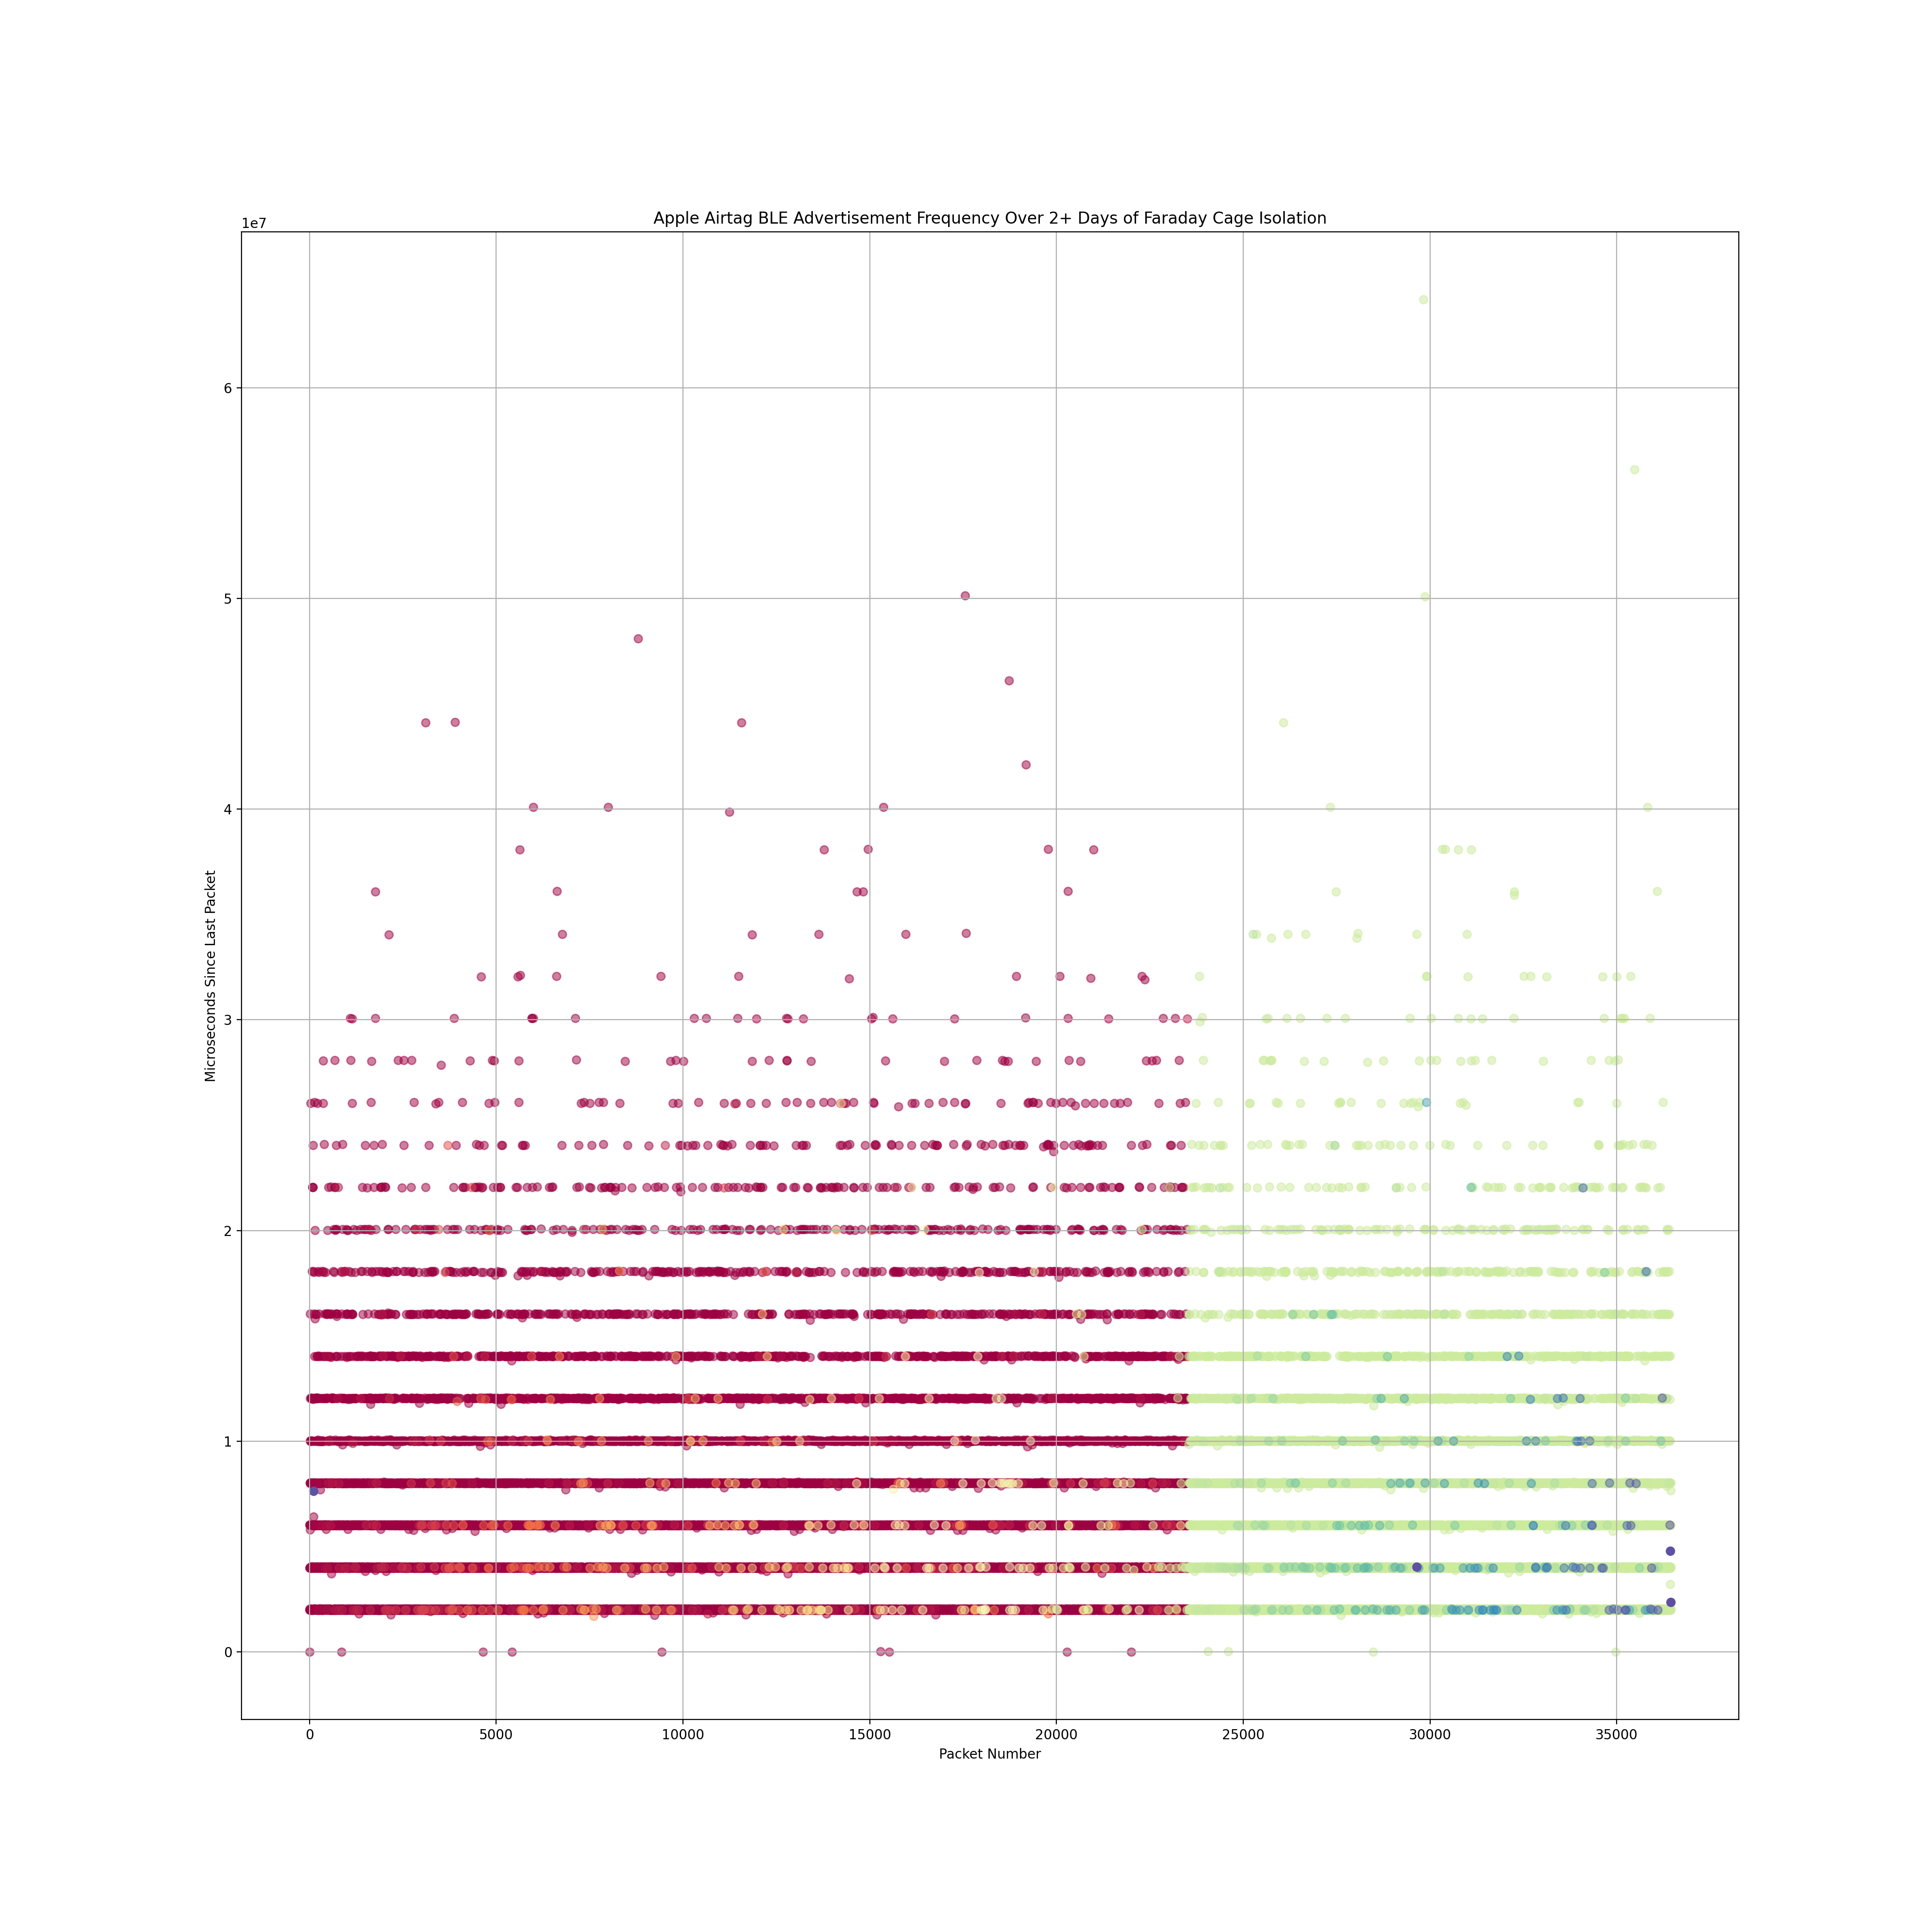 Apple Airtag BLE Advertisement Frequency Over 2+ Days of Faraday Cage Isolation
1e7
6
5
4
3
2
1
0
Microseconds Since Last Packet
0 5000 10000 15000 20000 25000 30000 35000
Packet Number